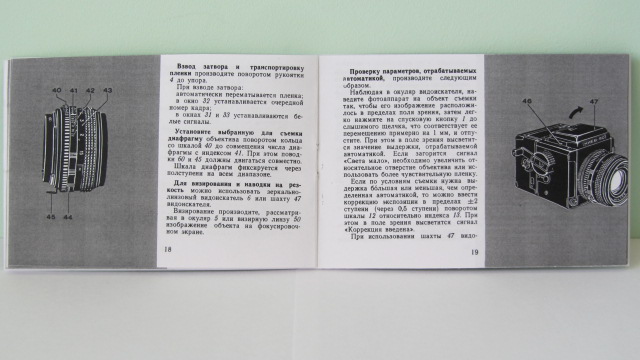 40 41 42 43
45 44
Взвод затвора и транспортировку
пленки производите поворотом рукоятки
4 до упора.
При взводе затвора:
автоматически перематывается пленка;
в окно 32 устанавливается очередной
номер кадра;
в окнах 31 и 33 устанавливаются бе-
лые сигналы.
Установите выбранную для съемки
диафрагму объектива поворотом кольца
со шкалой 40 до совмещения числа диа-
фрагмы с индексом 41. При этом повод-
ки 60 и 45 должны двигаться совместно.
Шкала диафрагм фиксируется через
полступени на всем диапазоне.
Для визирования и наводки на рез-
кость можно использовать зеркально-
линзовый видоискатель 6 или шахту 47
видоискателя.
Визирование производите, рассматри-
вая в окуляр 5 или визирную линзу 50
изображение объекта на фокусировоч-
ном экране.
18
Проверку параметров, отрабатываемых
автоматикой, производите следующим
образом.
Наблюдая в окуляр видоискателя, на-
ведите фотоаппарат на объект съемки
так, чтобы его изображение расположи-
лось в пределах поля зрения, затем лег-
ко нажмите на спусковую кнопку 1 до
слышимого щелчка, что соответствует ее
перемещению примерно на 1 мм, и отпу-
стите. При этом в поле зрения высветит-
ся значение выдержки, отрабатываемой
автоматикой. Если загорится сигнал
«Света мало», необходимо увеличить от-
носительное отверстие объектива или ис-
пользовать более чувствительную пленку.
Если по условиям съемки нужна вы-
держка большая или меньшая, чем опре-
деленная автоматикой, то можно ввести
коррекцию экспозиции в пределах ±2
ступени (через 0,5 ступени) поворотом
шкалы 12 относительно индекса 13. При
этом в поле зрения высветится сигнал
«Коррекция введена».
При использовании шахты 47 видо-
19
46 47